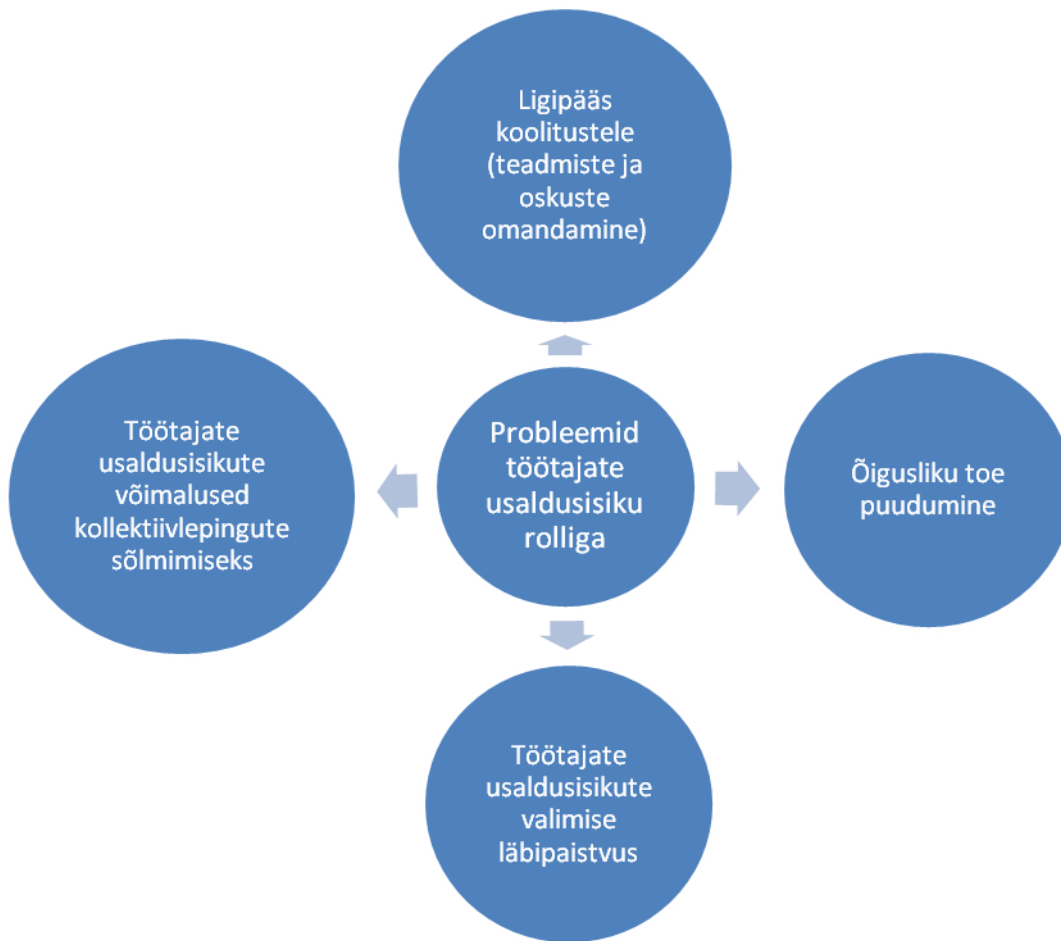 Ligipääs
koolitustele
(teadmiste ja
oskuste
omandamine)
Töötajate
usaldusisikute
võimalused
kollektiivlepingute
sõlmimiseks
Probleemid
töötajate
usaldusisiku
rolliga
Õigusliku toe
puudumine
Töötajate
usaldusisikute
valimise
läbipaistvus